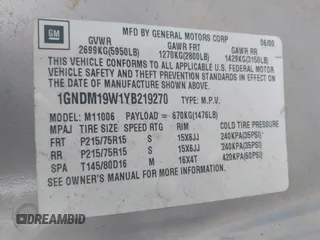 GM
MFD BY GENERAL MOTORS CORP
GVWR GAWR FRT GAWR RR 06/00
2699KG(5950LB) 1270KG(2800LB) 1429KG(3150LB)
THIS VEHICLE CONFORMS TO ALL APPLICABLE U.S.
FEDERAL MOTOR VEHICLE SAFETY STANDARDS IN
EFFECT ON THE DATE OF
MANUFACTURE SHOWN ABOVE.
1GNDM19W1YB219270 TYPE: M.P.V.
MODEL: M11006 PAYLOAD = 670KG(1476LB)
MPAJ TIRE SIZE SPEED RTG RIM COLD TIRE PRESSURE
FRT P215/75R15 S 15X6JJ 240KPA(35PSI)
RR P215/75R15 S 15X6JJ 240KPA(35PSI)
SPA T145/80D16 M 16X4T 420KPA(60PSI)
SEE OWNER'S MANUAL FOR MORE INFORMATION
DREAMBID